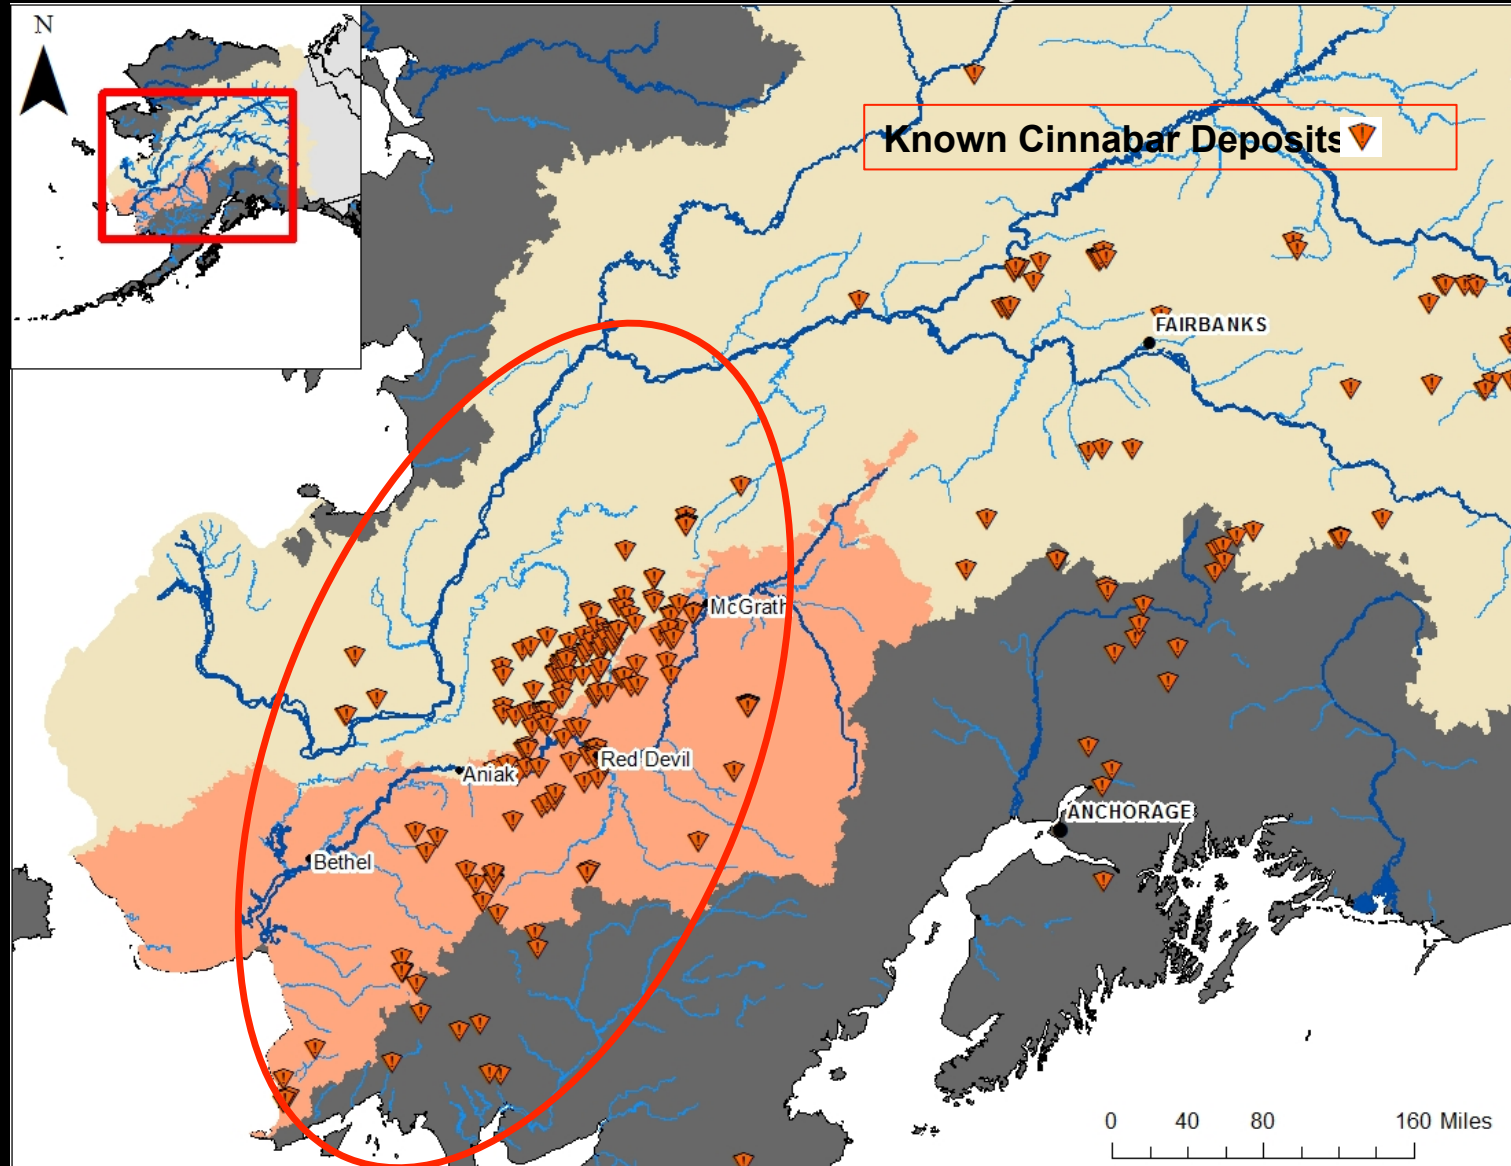 N
Known Cinnabar Deposits
FAIRBANKS
McGrath
Red Devil
Aniak
ANCHORAGE
Bethel
0 40 80 160 Miles